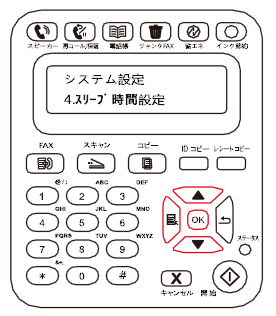 スピーカー 再コール/保留 電話帳 ジャンクFAX 省エネ インク節約
システム設定
4.ｽﾘｰﾌﾟ時間設定
FAX スキャン コピー IDコピー レシートコピー
@/: ABC DEF
1 2 3
GHI JKL MNO
4 5 6 OK
PQRS TUV WXYZ ステータス
7 8 9
&+.
* 0 # X
キャンセル 開始